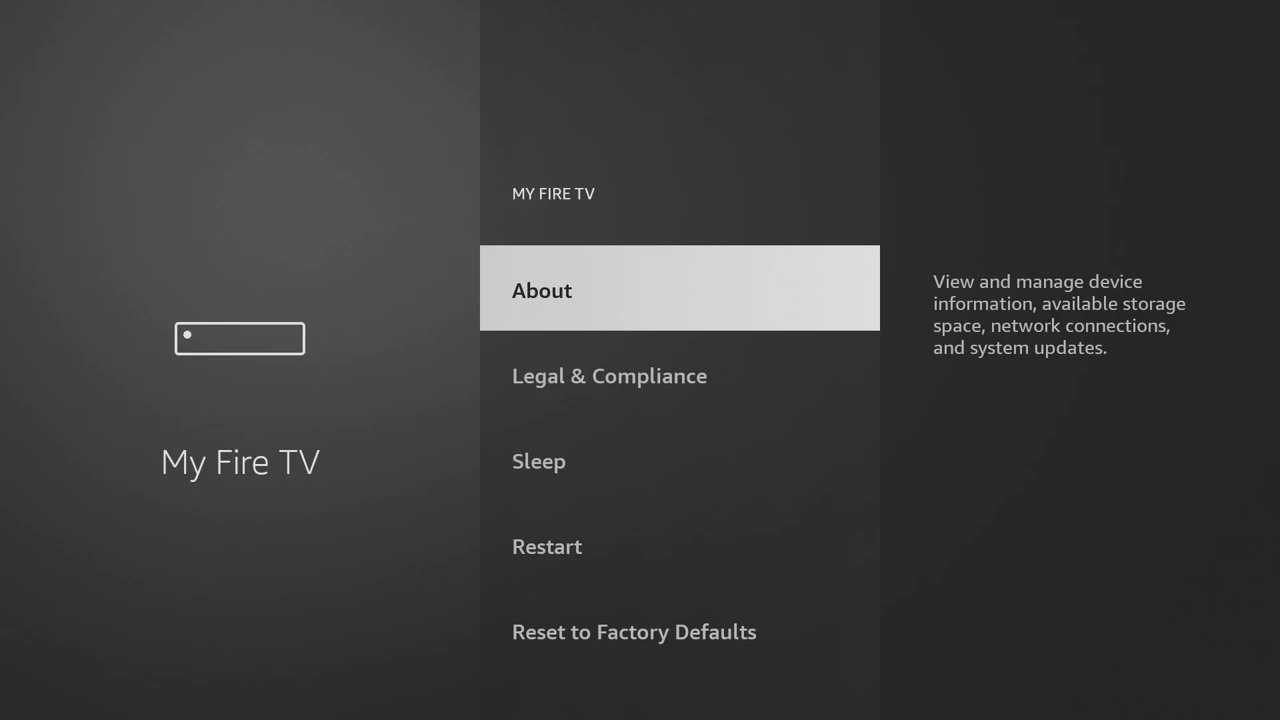 My Fire TV
MY FIRE TV
About
Legal & Compliance
Sleep
Restart
Reset to Factory Defaults
View and manage device
information, available storage
space, network connections,
and system updates.